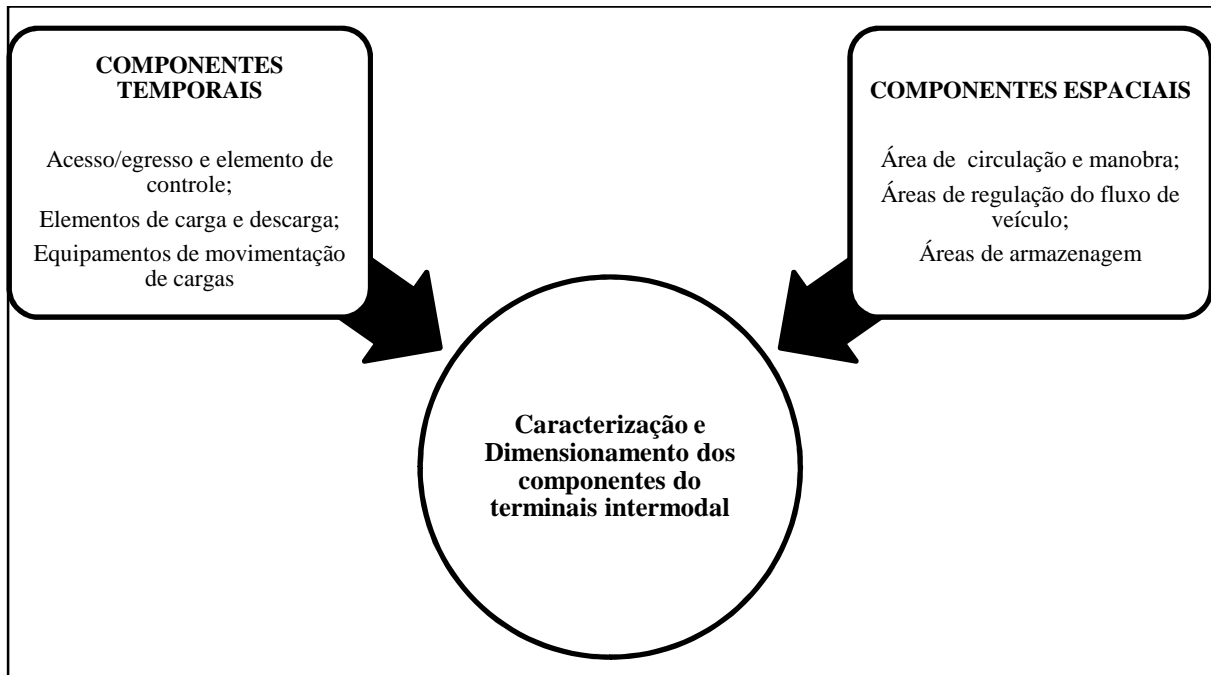 COMPONENTES
TEMPORAIS
Acesso/egresso e elemento de
controle;
Elementos de carga e descarga;
Equipamentos de movimentação
de cargas
COMPONENTES ESPACIAIS
Área de circulação e manobra;
Áreas de regulação do fluxo de
veículo;
Áreas de armazenagem
Caracterização e
Dimensionamento dos
componentes do
terminais intermodal